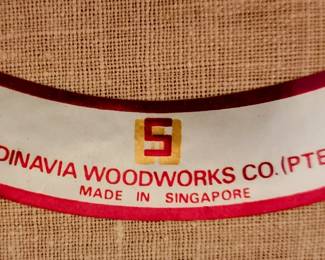 S
DINAVIA WOODWORKS CO. (PTE
MADE IN SINGAPORE